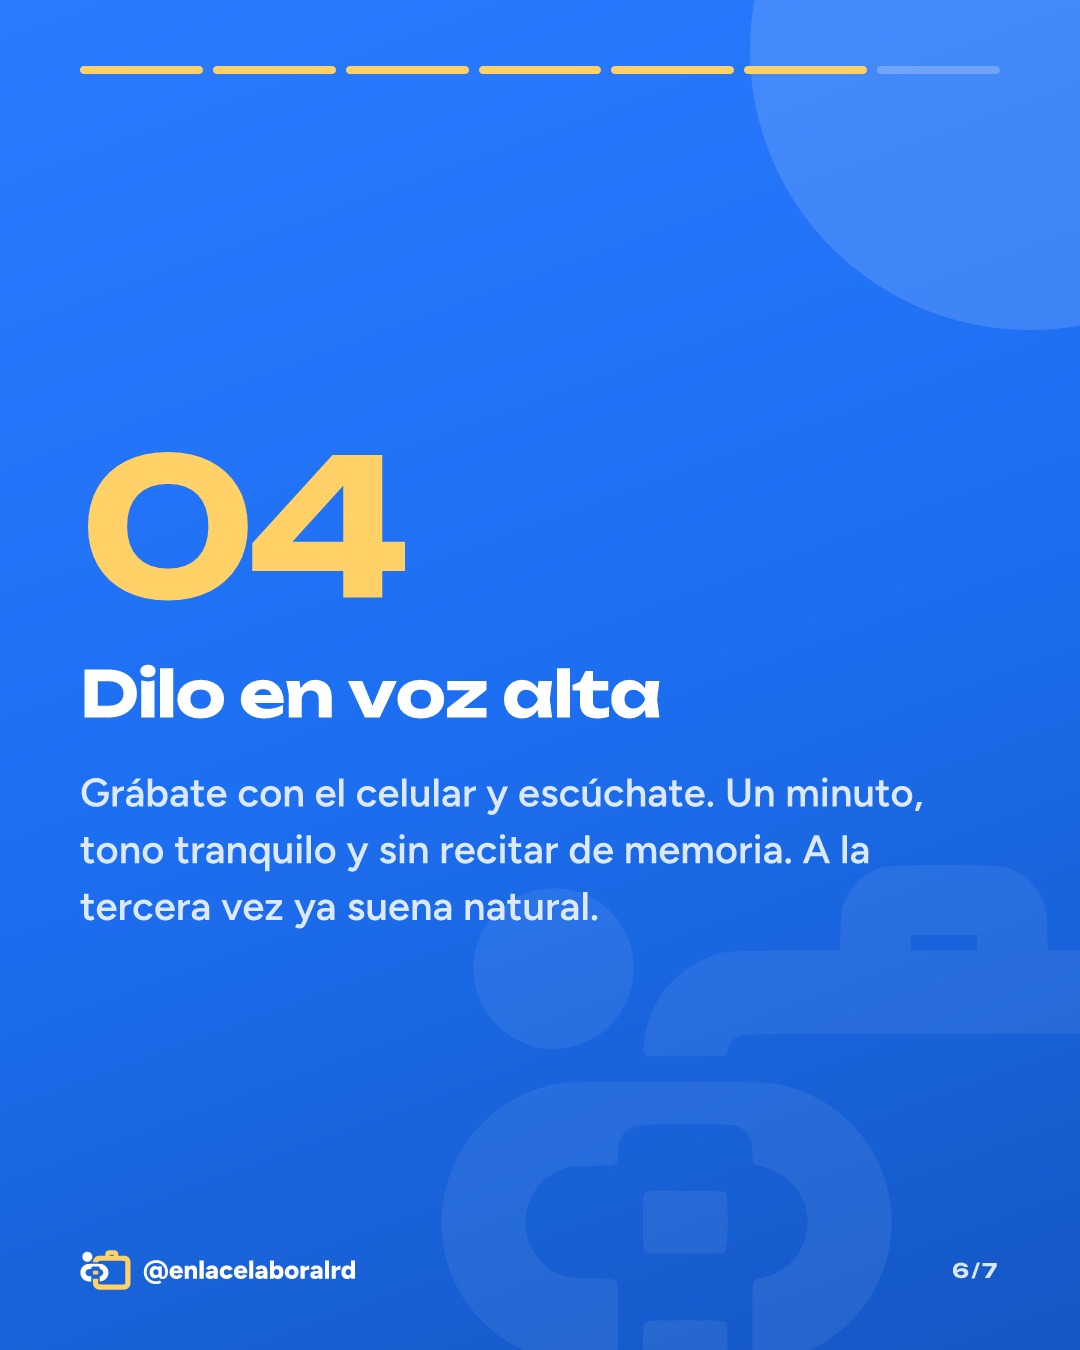 04
Dilo en voz alta
Grábate con el celular y escúchate. Un minuto,
tono tranquilo y sin recitar de memoria. A la
tercera vez ya suena natural.
@enlacelaboralrd
6/7